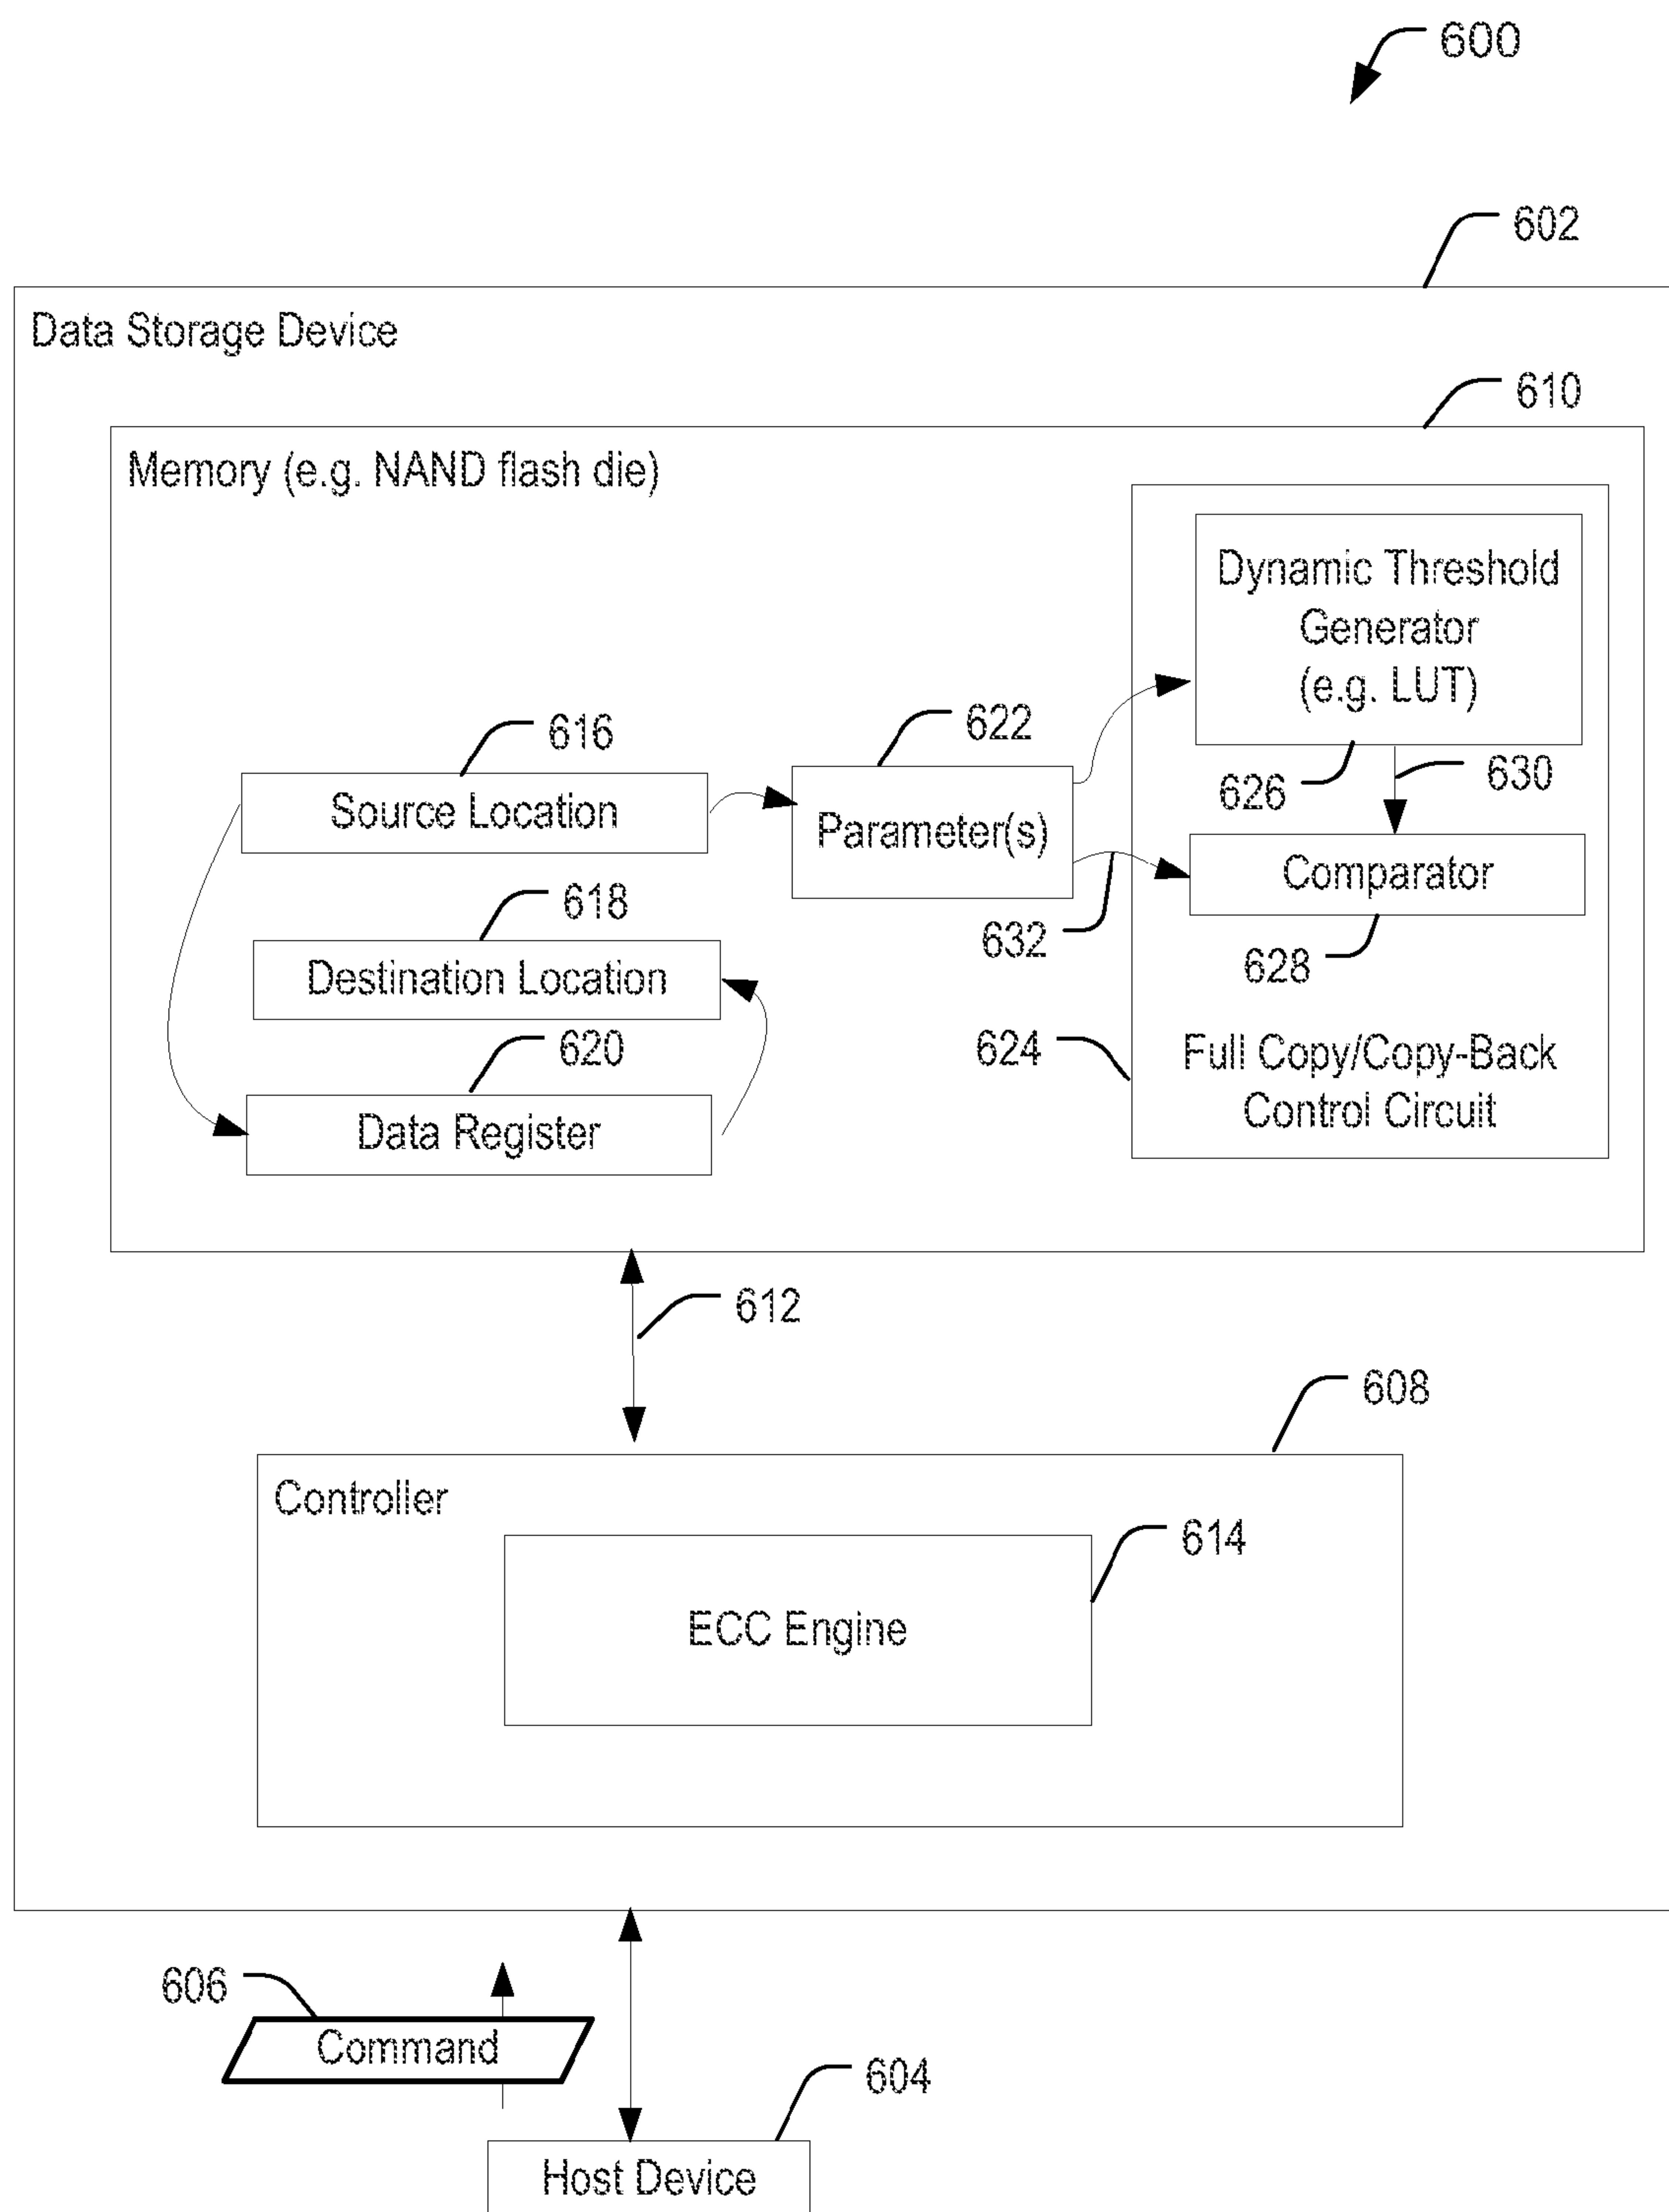 600
602
Data Storage Device
610
Memory (e.g. NAND flash die)
Dynamic Threshold
Generator
(e.g. LUT)
616
622
626
630
Source Location
Parameter(s)
Comparator
618
632
628
Destination Location
620
624
Full Copy/Copy-Back
Control Circuit
Data Register
612
608
Controller
614
ECC Engine
606
Command
604
Host Device